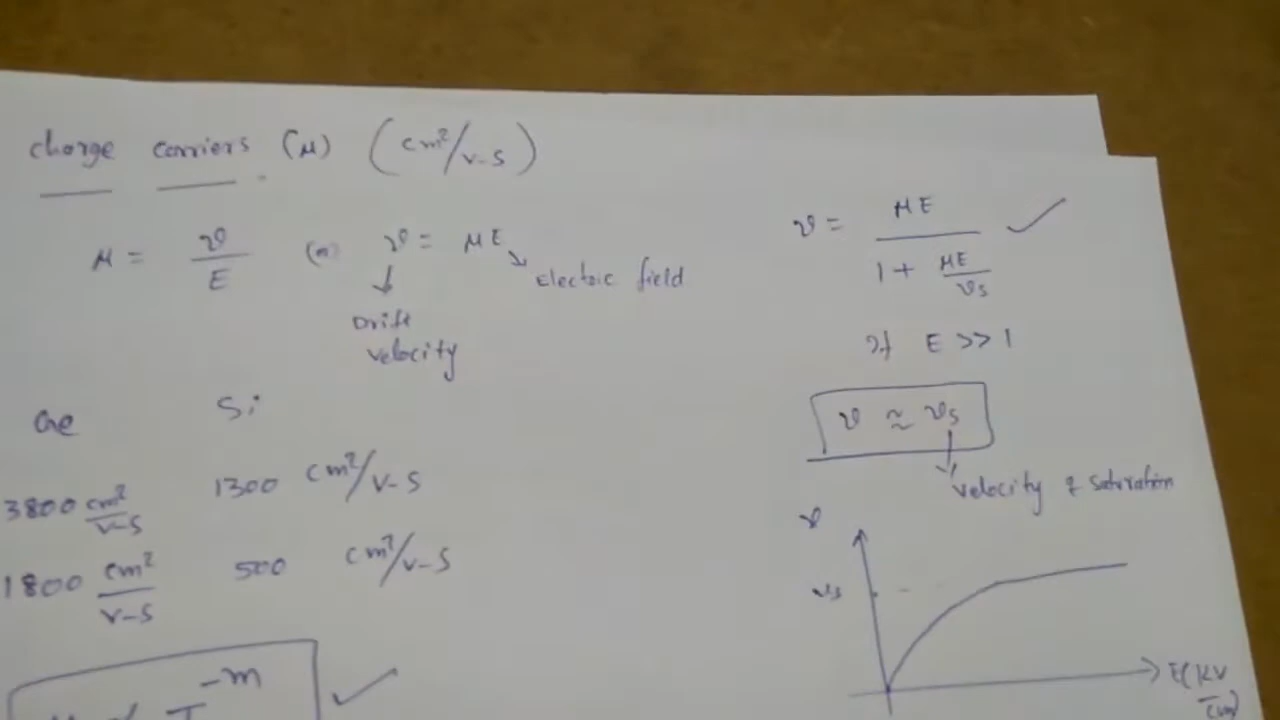 charge carriers (μ) (cm²/v-s)
μ = v/E (or) v = μE
Electric field
Drift
velocity
Ge Si
3800 cm²/v-s 1300 cm²/v-s
1800 cm²/v-s 500 cm²/v-s
T^-m
v = μE / (1 + μE/vs)
If E >> 1
v ≃ vs
velocity of saturation
v
vs
E(KV/cm)